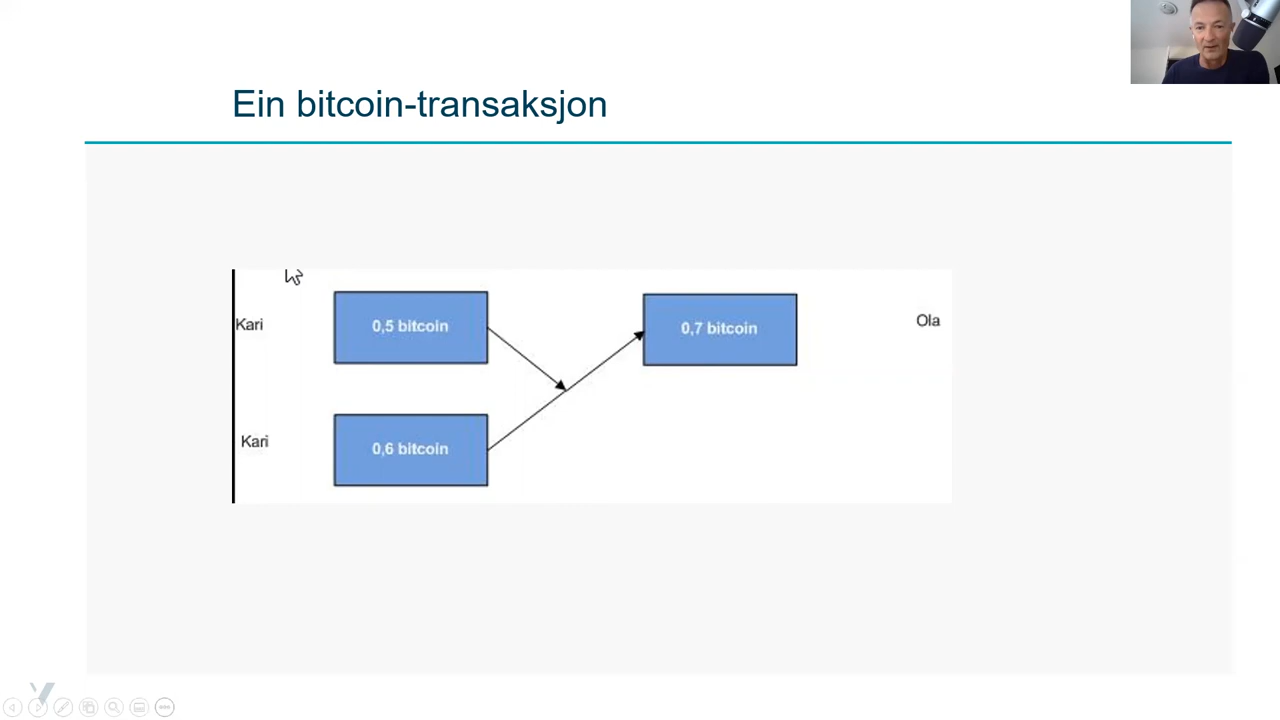 Ein bitcoin-transaksjon
Kari
0,5 bitcoin
0,7 bitcoin
Ola
Kari
0,6 bitcoin